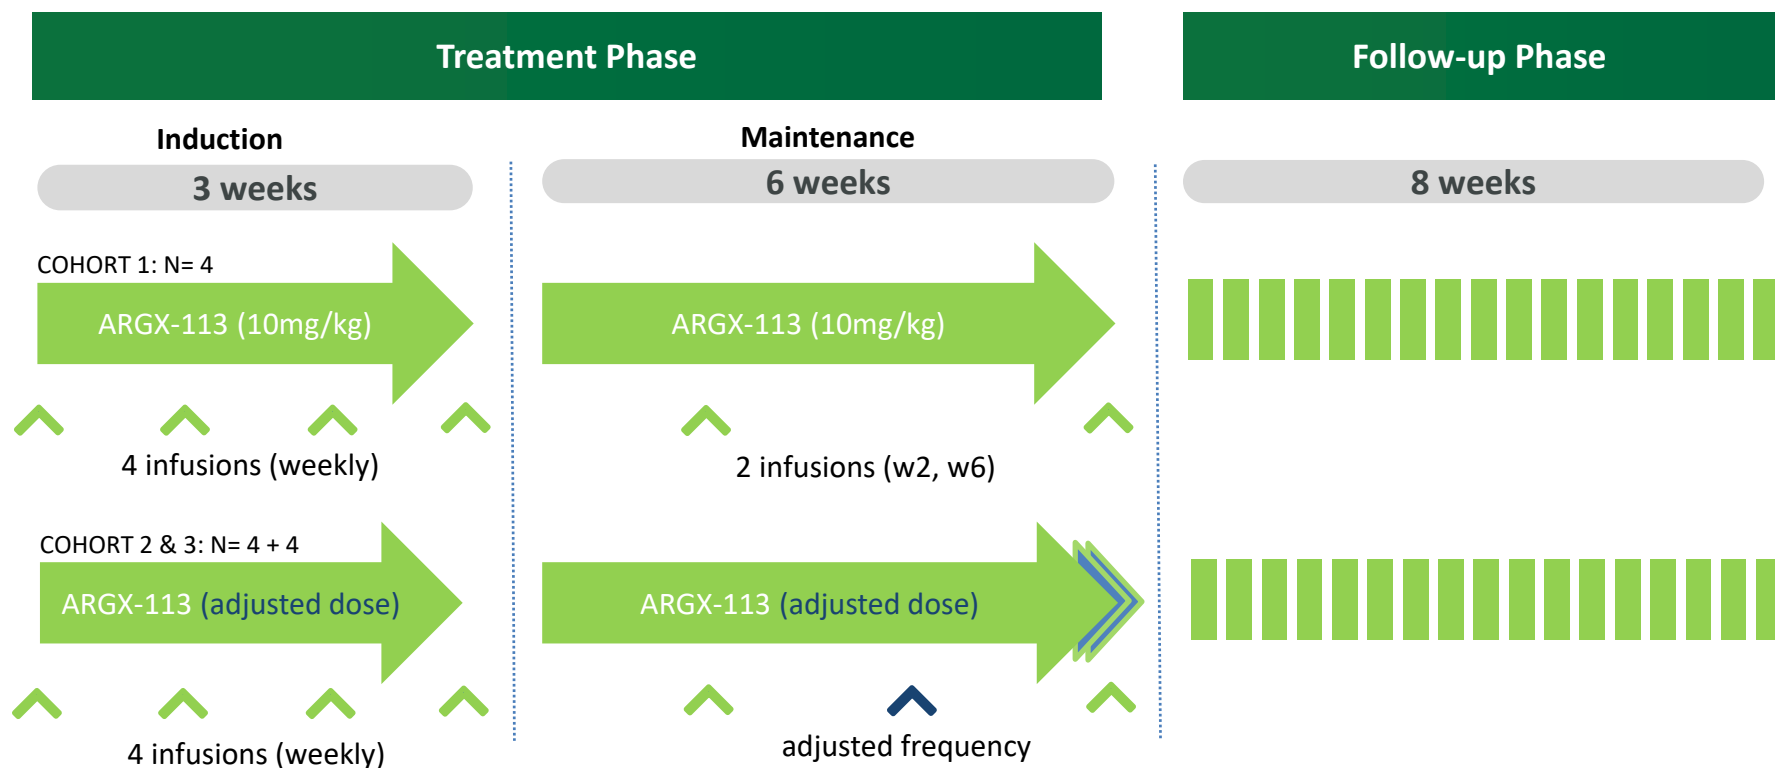 Treatment Phase
Follow-up Phase
Induction
Maintenance
3 weeks
6 weeks
8 weeks
COHORT 1: N= 4
ARGX-113 (10mg/kg)
ARGX-113 (10mg/kg)
4 infusions (weekly)
2 infusions (w2, w6)
COHORT 2 & 3: N= 4 + 4
ARGX-113 (adjusted dose)
ARGX-113 (adjusted dose)
4 infusions (weekly)
adjusted frequency